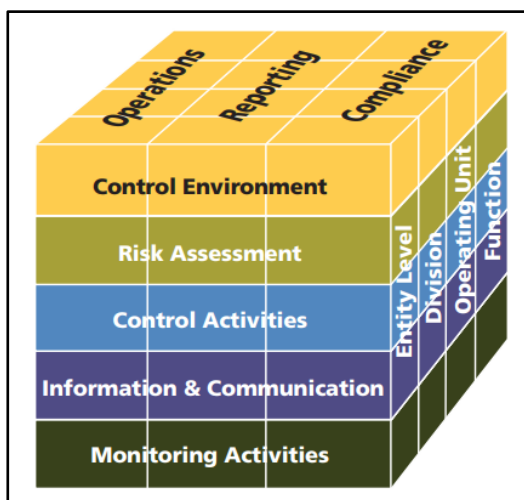 Operations
Reporting
Compliance
Control Environment
Risk Assessment
Control Activities
Information & Communication
Monitoring Activities
Entity Level
Division
Operating Unit
Function